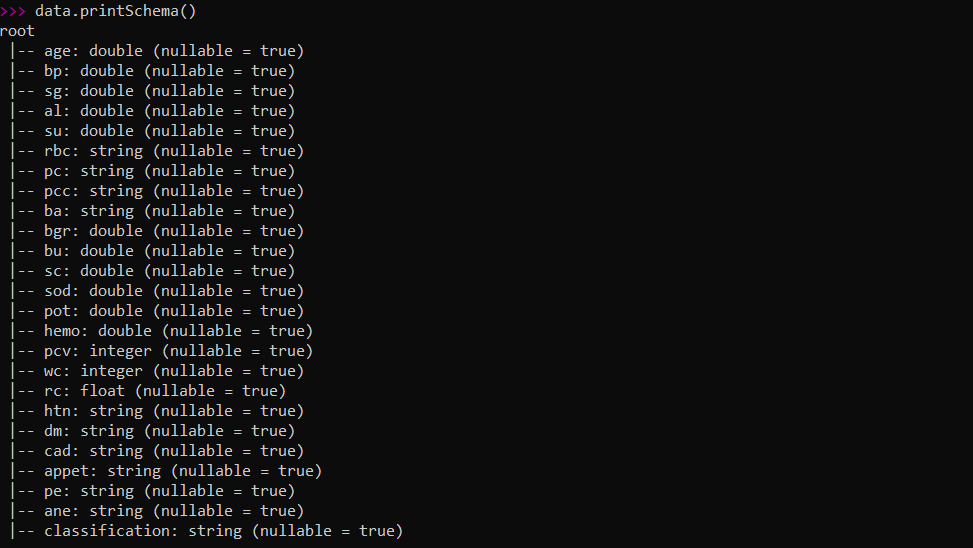 >>> data.printSchema()
root
 |-- age: double (nullable = true)
 |-- bp: double (nullable = true)
 |-- sg: double (nullable = true)
 |-- al: double (nullable = true)
 |-- su: double (nullable = true)
 |-- rbc: string (nullable = true)
 |-- pc: string (nullable = true)
 |-- pcc: string (nullable = true)
 |-- ba: string (nullable = true)
 |-- bgr: double (nullable = true)
 |-- bu: double (nullable = true)
 |-- sc: double (nullable = true)
 |-- sod: double (nullable = true)
 |-- pot: double (nullable = true)
 |-- hemo: double (nullable = true)
 |-- pcv: integer (nullable = true)
 |-- wc: integer (nullable = true)
 |-- rc: float (nullable = true)
 |-- htn: string (nullable = true)
 |-- dm: string (nullable = true)
 |-- cad: string (nullable = true)
 |-- appet: string (nullable = true)
 |-- pe: string (nullable = true)
 |-- ane: string (nullable = true)
 |-- classification: string (nullable = true)